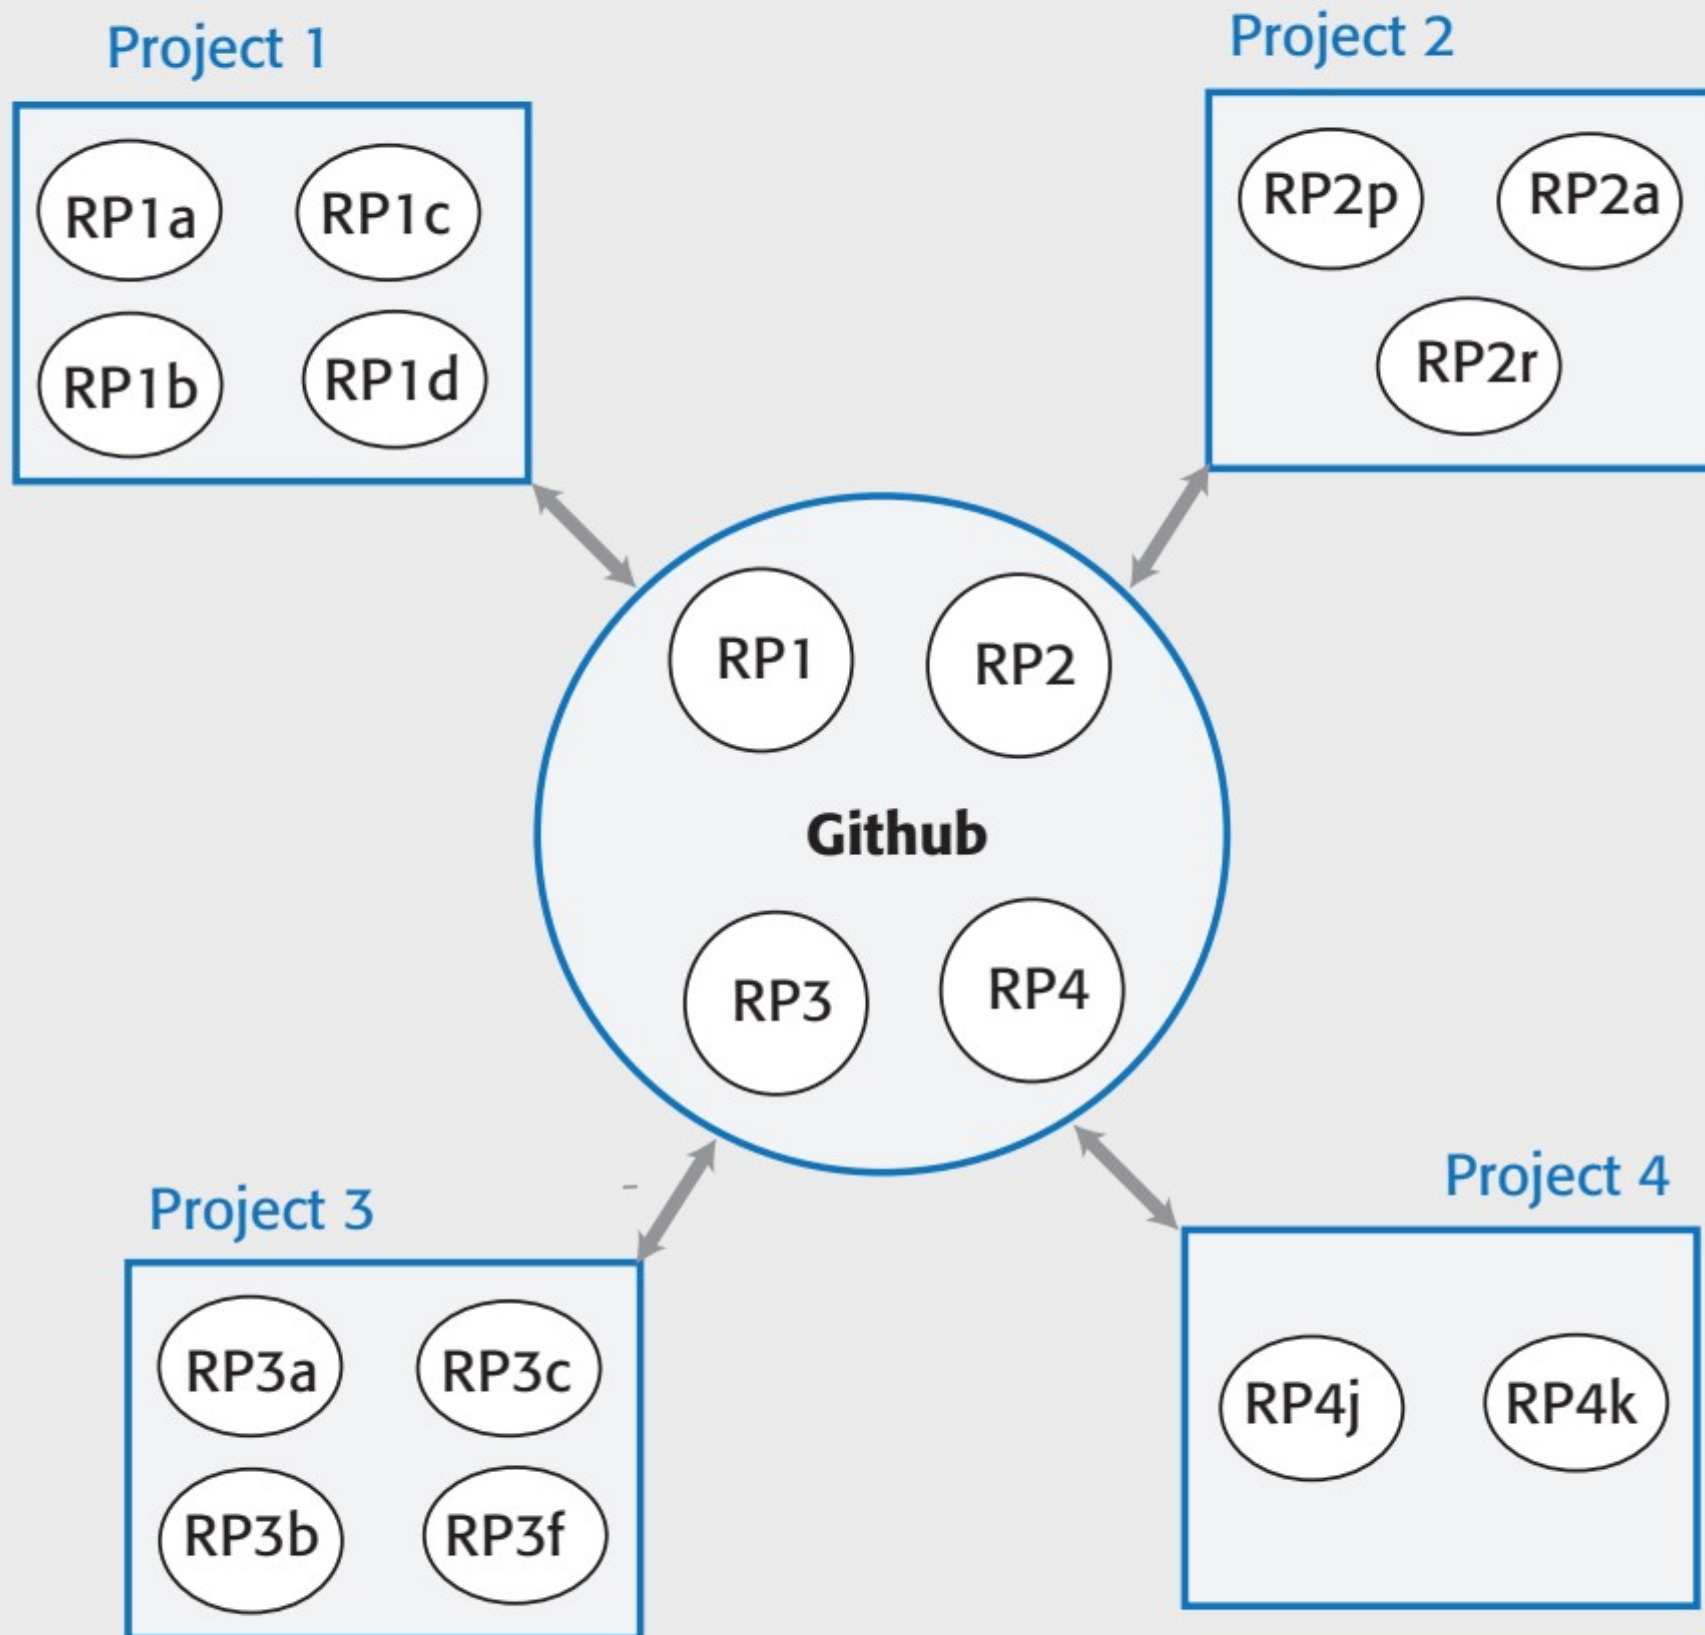 Project 1
RP1a
RP1c
RP1b
RP1d
Project 2
RP2p
RP2a
RP2r
RP1
RP2
Github
RP3
RP4
Project 3
RP3a
RP3c
RP3b
RP3f
Project 4
RP4j
RP4k